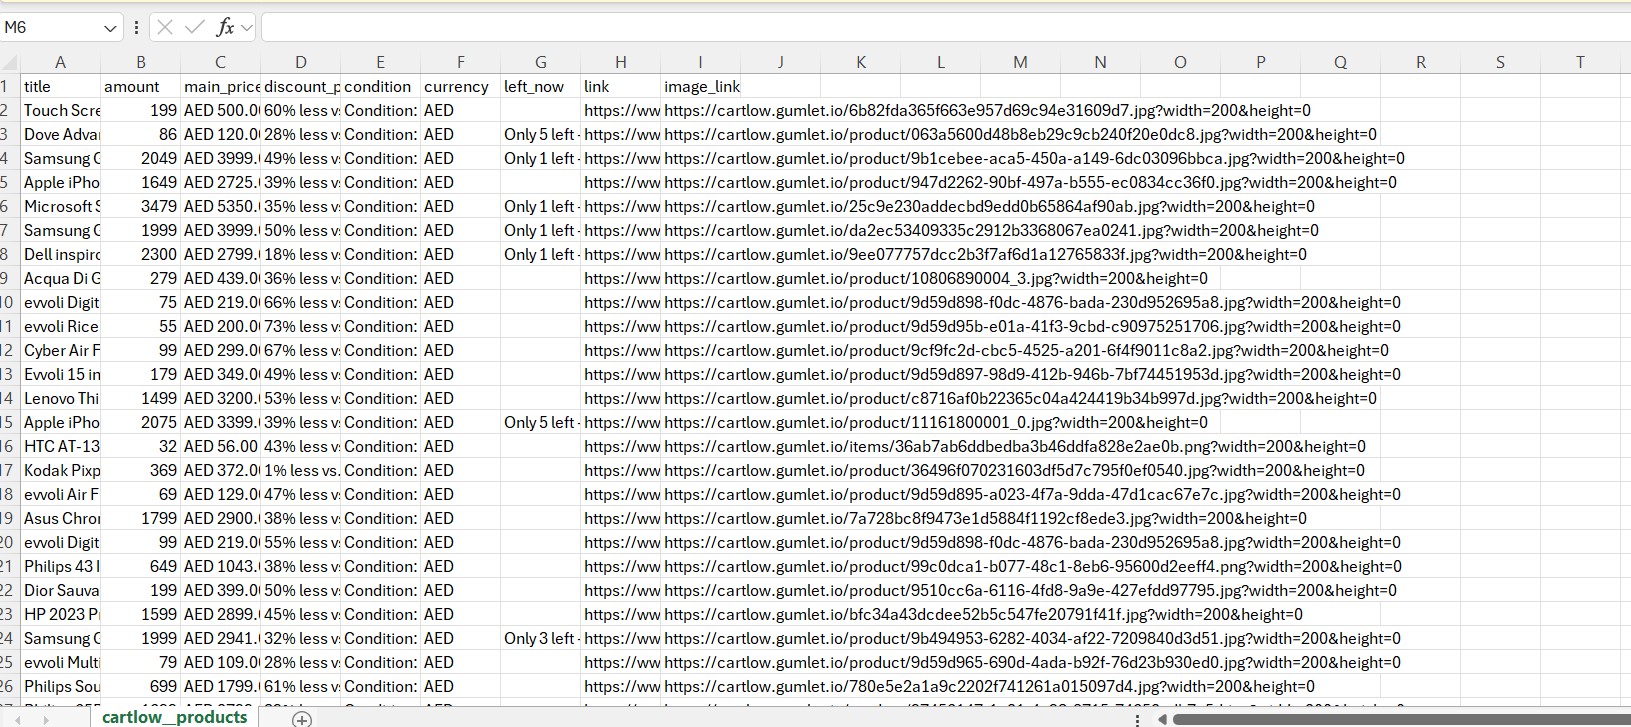 M6 fx
A B C D E F G H I J K L M N O P Q R S T
1 title amount main_price discount_p condition currency left_now link image_link
2 Touch Scre 199 AED 500.0 60% less v Condition: AED https://ww https://cartlow.gumlet.io/6b82fda365f663e957d69c94e31609d7.jpg?width=200&height=0
3 Dove Adva 86 AED 120.0 28% less v Condition: AED Only 5 left - https://ww https://cartlow.gumlet.io/product/063a5600d48b8eb29c9cb240f20e0dc8.jpg?width=200&height=0
4 Samsung G 2049 AED 3999.0 49% less v Condition: AED Only 1 left - https://ww https://cartlow.gumlet.io/product/9b1cebee-aca5-450a-a149-6dc03096bbca.jpg?width=200&height=0
5 Apple iPho 1649 AED 2725.0 39% less v Condition: AED https://ww https://cartlow.gumlet.io/product/947d2262-90bf-497a-b555-ec0834cc36f0.jpg?width=200&height=0
6 Microsoft S 3479 AED 5350.0 35% less v Condition: AED Only 1 left - https://ww https://cartlow.gumlet.io/25c9e230addecbd9edd0b65864af90ab.jpg?width=200&height=0
7 Samsung G 1999 AED 3999.0 50% less v Condition: AED Only 1 left - https://ww https://cartlow.gumlet.io/da2ec53409335c2912b3368067ea0241.jpg?width=200&height=0
8 Dell inspiro 2300 AED 2799.0 18% less v Condition: AED Only 1 left - https://ww https://cartlow.gumlet.io/9ee077757dcc2b3f7af6d1a12765833f.jpg?width=200&height=0
9 Acqua Di G 279 AED 439.0 36% less v Condition: AED https://ww https://cartlow.gumlet.io/product/10806890004_3.jpg?width=200&height=0
10 evvoli Digit 75 AED 219.0 66% less v Condition: AED https://ww https://cartlow.gumlet.io/product/9d59d898-f0dc-4876-bada-230d952695a8.jpg?width=200&height=0
11 evvoli Rice 55 AED 200.0 73% less v Condition: AED https://ww https://cartlow.gumlet.io/product/9d59d95b-e01a-41f3-9cbd-c90975251706.jpg?width=200&height=0
12 Cyber Air F 99 AED 299.0 67% less v Condition: AED https://ww https://cartlow.gumlet.io/product/9cf9fc2d-cbc5-4525-a201-6f4f9011c8a2.jpg?width=200&height=0
13 Evvoli 15 in 179 AED 349.0 49% less v Condition: AED https://ww https://cartlow.gumlet.io/product/9d59d897-98d9-412b-946b-7bf74451953d.jpg?width=200&height=0
14 Lenovo Thi 1499 AED 3200.0 53% less v Condition: AED https://ww https://cartlow.gumlet.io/product/c8716af0b22365c04a424419b34b997d.jpg?width=200&height=0
15 Apple iPho 2075 AED 3399.0 39% less v Condition: AED Only 5 left - https://ww https://cartlow.gumlet.io/product/11161800001_0.jpg?width=200&height=0
16 HTC AT-13 32 AED 56.00 43% less v Condition: AED https://ww https://cartlow.gumlet.io/items/36ab7ab6ddbedba3b46ddfa828e2ae0b.png?width=200&height=0
17 Kodak Pixp 369 AED 372.0 1% less vs. Condition: AED https://ww https://cartlow.gumlet.io/product/36496f070231603df5d7c795f0ef0540.jpg?width=200&height=0
18 evvoli Air F 69 AED 129.0 47% less v Condition: AED https://ww https://cartlow.gumlet.io/product/9d59d895-a023-4f7a-9dda-47d1cac67e7c.jpg?width=200&height=0
19 Asus Chro 1799 AED 2900.0 38% less v Condition: AED https://ww https://cartlow.gumlet.io/7a728bc8f9473e1d5884f1192cf8ede3.jpg?width=200&height=0
20 evvoli Digit 99 AED 219.0 55% less v Condition: AED https://ww https://cartlow.gumlet.io/product/9d59d898-f0dc-4876-bada-230d952695a8.jpg?width=200&height=0
21 Philips 43 I 649 AED 1043. 38% less v Condition: AED https://ww https://cartlow.gumlet.io/product/99c0dca1-b077-48c1-8eb6-95600d2eeff4.png?width=200&height=0
22 Dior Sauva 199 AED 399.0 50% less v Condition: AED https://ww https://cartlow.gumlet.io/product/9510cc6a-6116-4fd8-9a9e-427efdd97795.jpg?width=200&height=0
23 HP 2023 P 1599 AED 2899. 45% less v Condition: AED https://ww https://cartlow.gumlet.io/bfc34a43dcdee52b5c547fe20791f41f.jpg?width=200&height=0
24 Samsung G 1999 AED 2941. 32% less v Condition: AED Only 3 left - https://ww https://cartlow.gumlet.io/product/9b494953-6282-4034-af22-7209840d3d51.jpg?width=200&height=0
25 evvoli Multi 79 AED 109.0 28% less v Condition: AED https://ww https://cartlow.gumlet.io/product/9d59d965-690d-4ada-b92f-76d23b930ed0.jpg?width=200&height=0
26 Philips Sou 699 AED 1799. 61% less v Condition: AED https://ww https://cartlow.gumlet.io/780e5e2a1a9c2202f741261a015097d4.jpg?width=200&height=0
cartlow__products